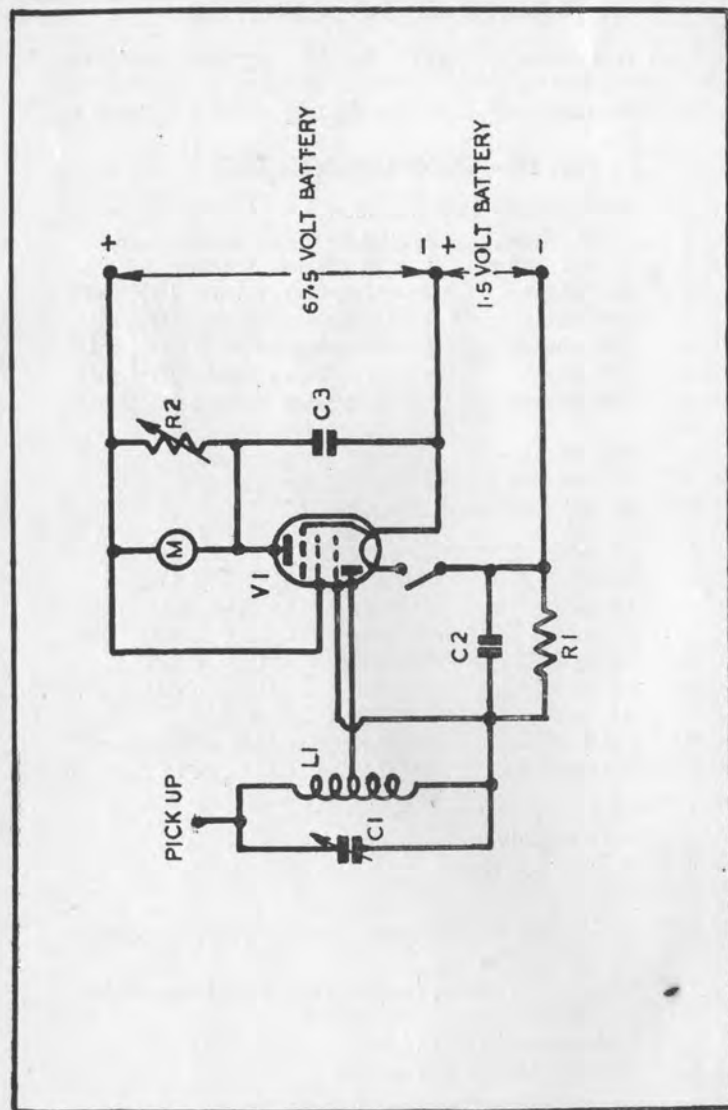 +
R2
M
PICK UP
V1
67·5 VOLT BATTERY
C3
L1
C1
−
+
C2
1·5 VOLT BATTERY
−
R1